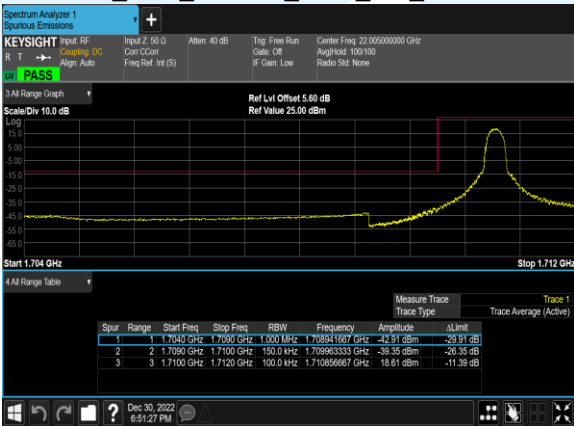 Spectrum Analyzer 1
Spurious Emissions
+
KEYSIGHT Input: RF Input Z: 50 Ω Atten: 40 dB Trig: Free Run Center Freq: 22.005000000 GHz
R T Coupling: DC Corr CCorr Gate: Off Avg|Hold: 100/100
Align: Auto Freq Ref: Int (S) IF Gain: Low Radio Std: None
PASS
3 All Range Graph
Ref Lvl Offset 5.60 dB
Scale/Div 10.0 dB Ref Value 25.00 dBm
Log
15.0
5.00
-5.00
-15.0
-25.0
-35.0
-45.0
-55.0
-65.0
Start 1.704 GHz Stop 1.712 GHz
4 All Range Table
Measure Trace Trace 1
Trace Type Trace Average (Active)
Spur Range Start Freq Stop Freq RBW Frequency Amplitude ΔLimit
1 1 1.7040 GHz 1.7090 GHz 1.000 MHz 1.708941667 GHz -42.91 dBm -29.91 dB
2 2 1.7090 GHz 1.7100 GHz 150.0 kHz 1.709963333 GHz -39.35 dBm -26.35 dB
3 3 1.7100 GHz 1.7120 GHz 100.0 kHz 1.710856667 GHz 18.61 dBm -11.39 dB
? Dec 30, 2022
6:51:27 PM